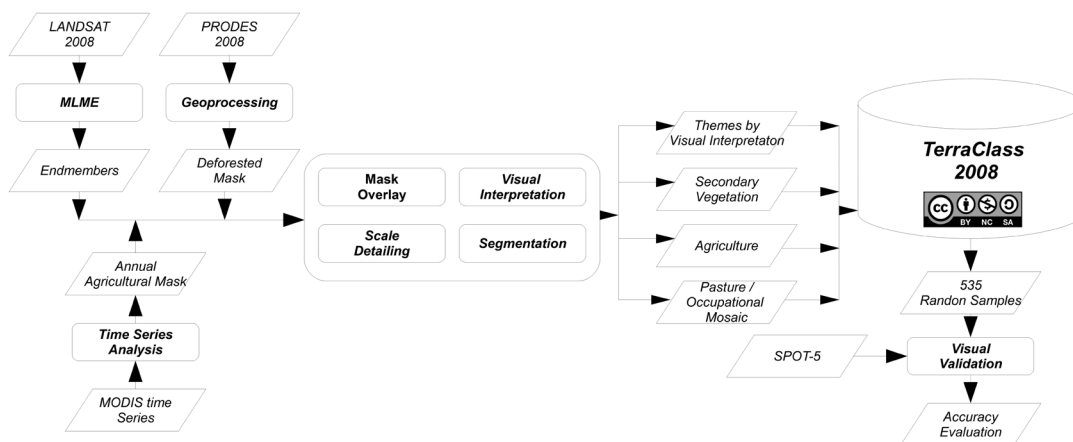 LANDSAT
2008
PRODES
2008
MLME
Geoprocessing
Endmembers
Deforested
Mask
Annual
Agricultural Mask
Time Series
Analysis
MODIS time
Series
Mask
Overlay
Visual
Interpretation
Scale
Detailing
Segmentation
Themes by
Visual Interpretaton
Secondary
Vegetation
Agriculture
Pasture /
Occupational
Mosaic
TerraClass
2008
cc
BY NC SA
535
Randon Samples
SPOT-5
Visual
Validation
Accuracy
Evaluation